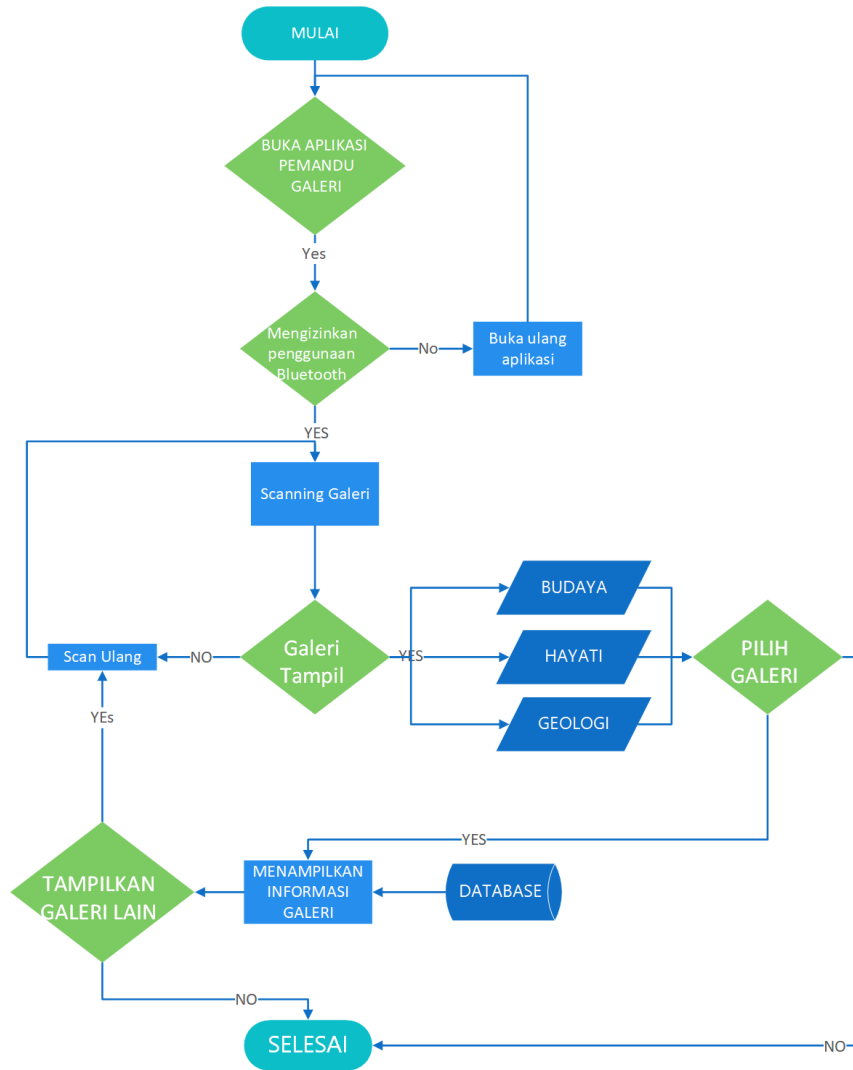 MULAI
BUKA APLIKASI
PEMANDU
GALERI
Yes
Mengizinkan
penggunaan
Bluetooth
No
Buka ulang
aplikasi
YES
Scanning Galeri
BUDAYA
Scan Ulang
NO
Galeri
Tampil
YES
HAYATI
PILIH
GALERI
GEOLOGI
YEs
YES
TAMPILKAN
GALERI LAIN
MENAMPILKAN
INFORMASI
GALERI
DATABASE
NO
SELESAI
NO